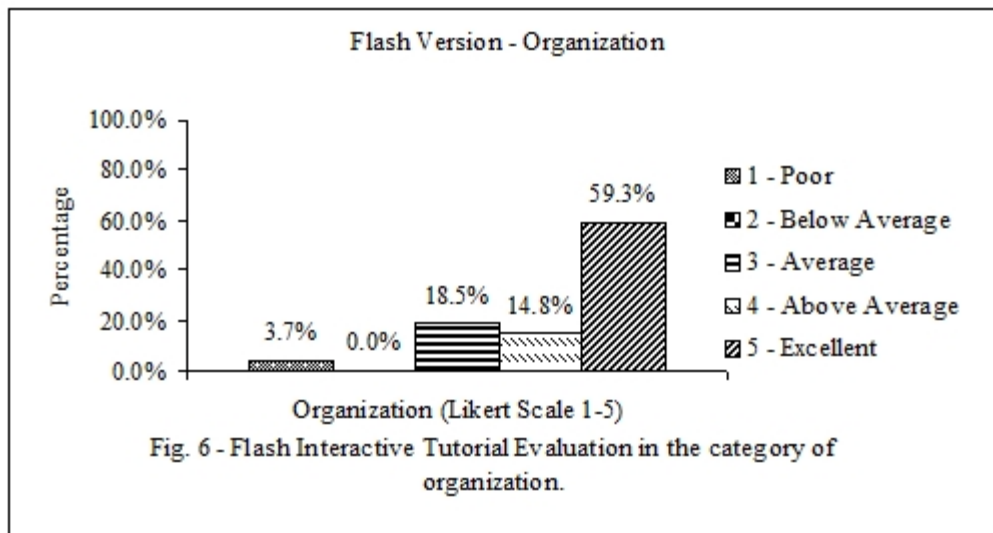 Flash Version - Organization
100.0%
80.0%
60.0%
40.0%
20.0%
0.0%
Percentage
3.7%
0.0%
18.5%
14.8%
59.3%
1 - Poor
2 - Below Average
3 - Average
4 - Above Average
5 - Excellent
Organization (Likert Scale 1-5)
Fig. 6 - Flash Interactive Tutorial Evaluation in the category of
organization.